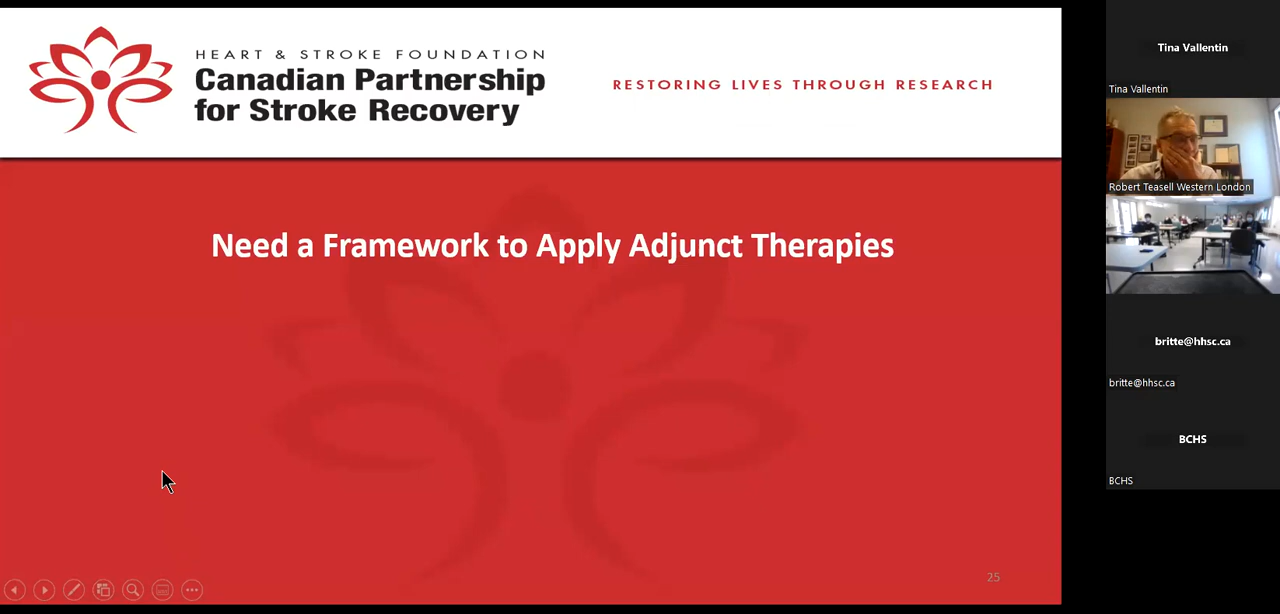 HEART & STROKE FOUNDATION
Canadian Partnership
for Stroke Recovery
RESTORING LIVES THROUGH RESEARCH
Need a Framework to Apply Adjunct Therapies
25
Tina Vallentin
Tina Vallentin
Robert Teasell Western London
britte@hhsc.ca
britte@hhsc.ca
BCHS
BCHS